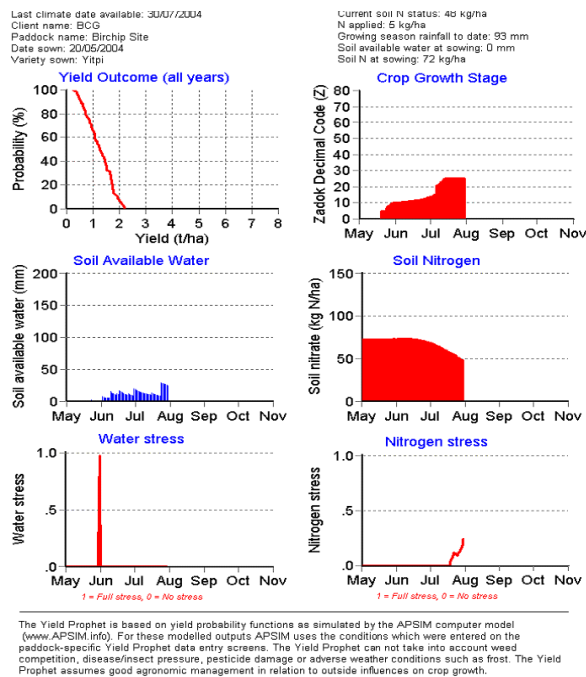 Last climate date available: 30/07/2004
Client name: BCG
Paddock name: Birchip Site
Date sown: 20/05/2004
Variety sown: Yitpi
Current soil N status: 48 kg/ha
N applied: 5 kg/ha
Growing season rainfall to date: 93 mm
Soil available water at sowing: 0 mm
Soil N at sowing: 72 kg/ha
Yield Outcome (all years)
Probability (%)
100
80
60
40
20
0
0 1 2 3 4 5 6 7 8
Yield (t/ha)
Crop Growth Stage
Zadok Decimal Code (Z)
80
70
60
50
40
30
20
10
0
May Jun Jul Aug Sep Oct Nov
Soil Available Water
Soil available water (mm)
200
150
100
50
0
May Jun Jul Aug Sep Oct Nov
Soil Nitrogen
Soil nitrate (kg N/ha)
150
100
50
0
May Jun Jul Aug Sep Oct Nov
Water stress
Water stress
1.0
.5
.0
May Jun Jul Aug Sep Oct Nov
1 = Full stress, 0 = No stress
Nitrogen stress
Nitrogen stress
1.0
.5
.0
May Jun Jul Aug Sep Oct Nov
1 = Full stress, 0 = No stress
The Yield Prophet is based on yield probability functions as simulated by the APSIM computer model
(www.APSIM.info). For these modelled outputs APSIM uses the conditions which were entered on the
paddock-specific Yield Prophet data entry screens. The Yield Prophet can not take into account weed
competition, disease/insect pressure, pesticide damage or adverse weather conditions such as frost. The Yield
Prophet assumes good agronomic management in relation to outside influences on crop growth.